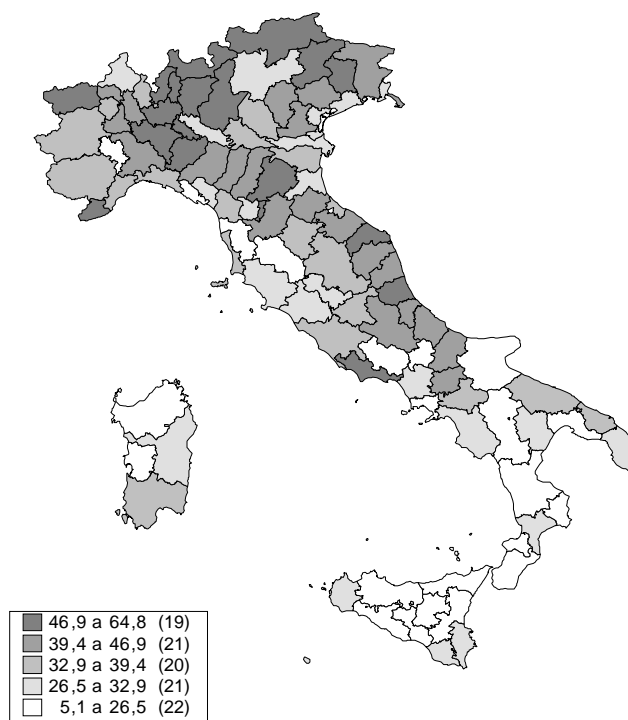 46,9 a 64,8 (19)
39,4 a 46,9 (21)
32,9 a 39,4 (20)
26,5 a 32,9 (21)
5,1 a 26,5 (22)